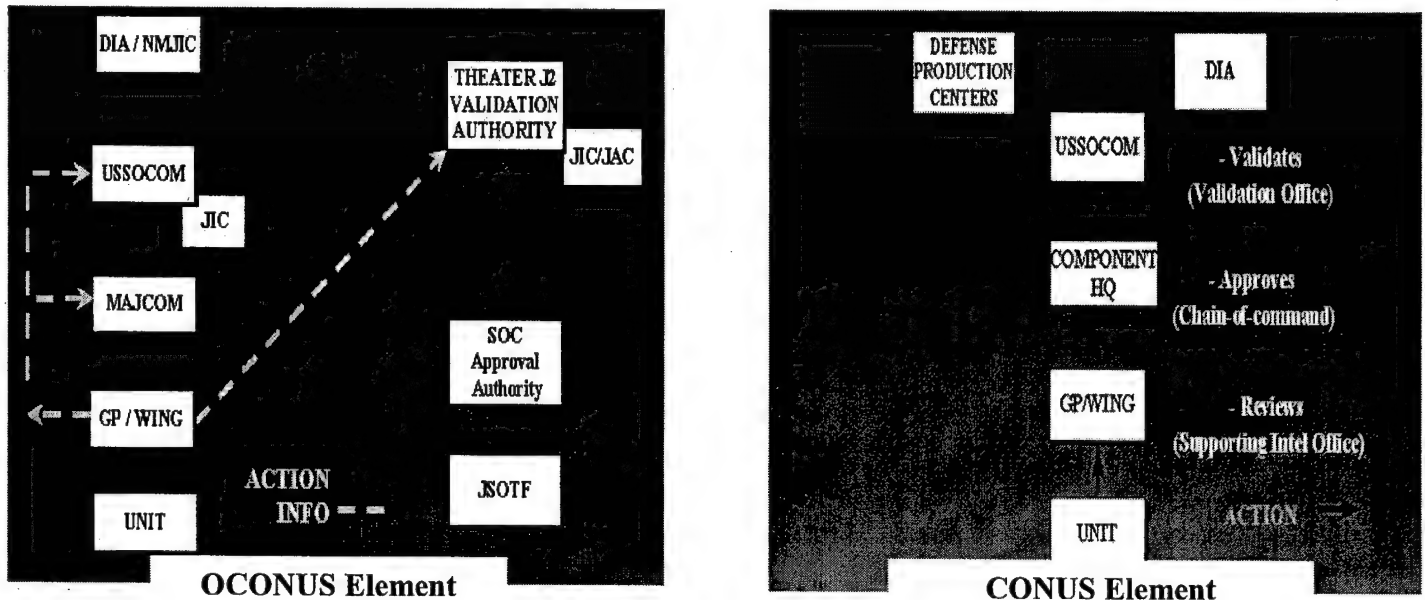 DIA / NMJIC
THEATER J2
VALIDATION
AUTHORITY
JIC/JAC
USSOCOM
JIC
MAJCOM
SOC
Approval
Authority
GP / WING
ACTION
INFO
JSOTF
UNIT
OCONUS Element
DEFENSE
PRODUCTION
CENTERS
DIA
USSOCOM
- Validates
(Validation Office)
COMPONENT
HQ
- Approves
(Chain-of-command)
GP/WING
- Reviews
(Supporting Intel Office)
ACTION
UNIT
CONUS Element